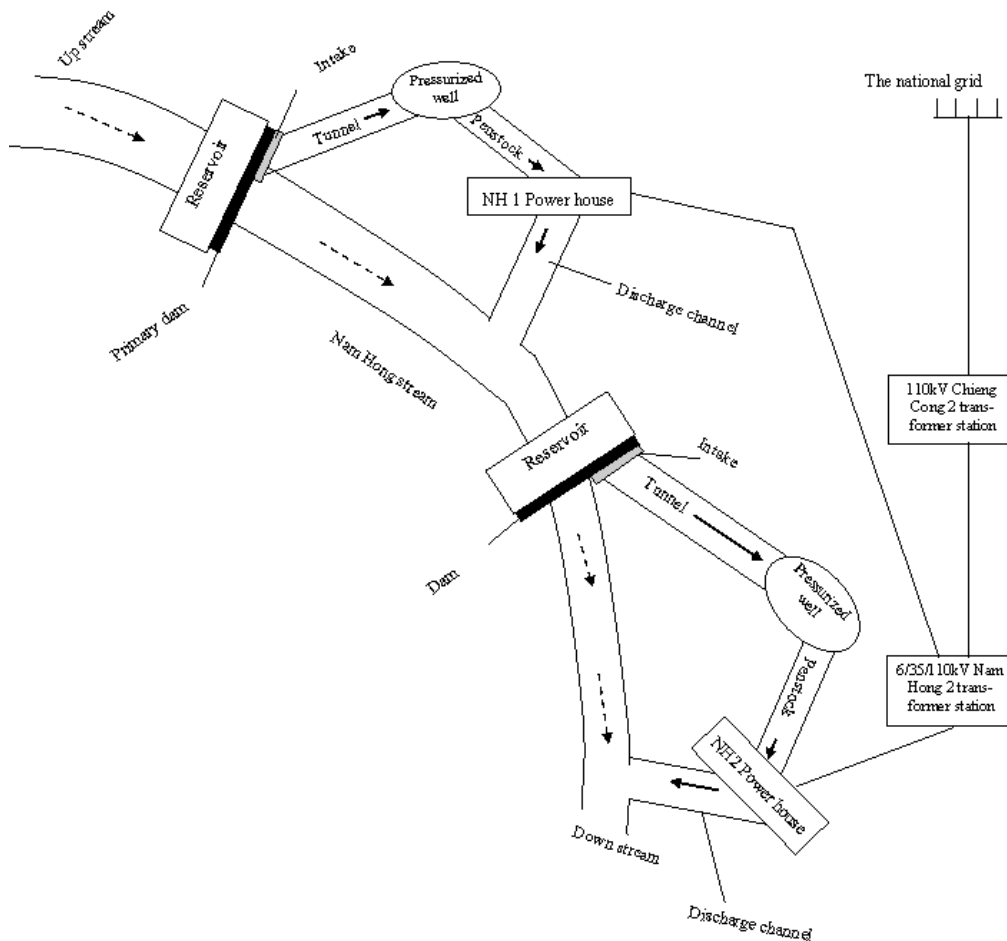 Up stream
Intake
Pressurized
well
The national grid
Tunnel
Penstock
Reservoir
NH 1 Power house
Discharge channel
Primary dam
Nam Hong stream
110kV Chieng
Cong 2 trans-
former station
Reservoir
Intake
Tunnel
Dam
Pressurized
well
6/35/110kV Nam
Hong 2 trans-
former station
Penstock
NH2 Power house
Down stream
Discharge channel